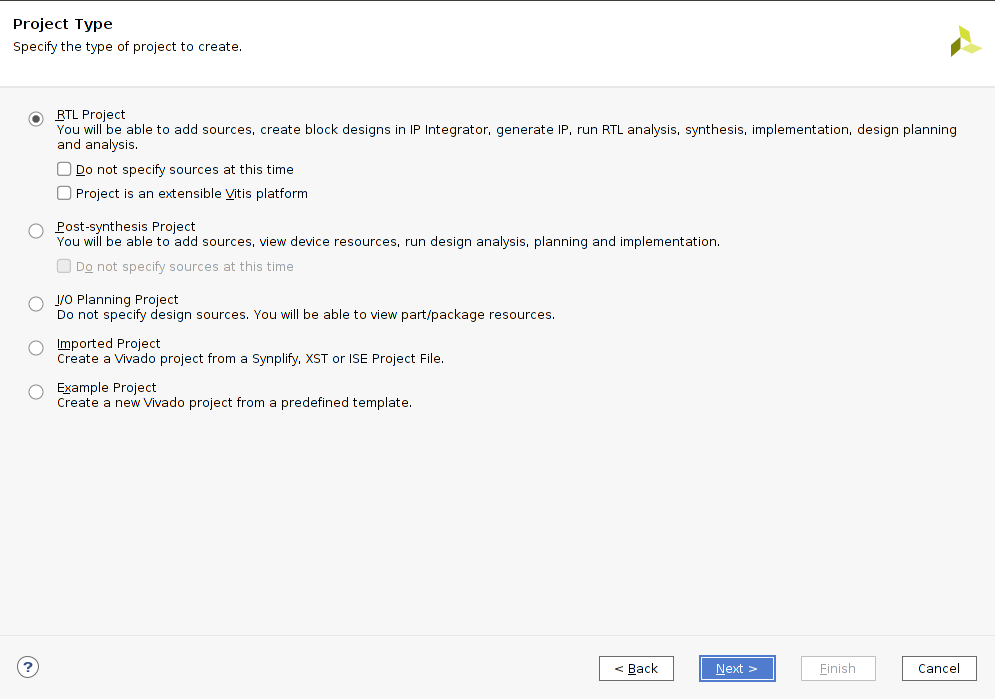 Project Type
Specify the type of project to create.
RTL Project
You will be able to add sources, create block designs in IP Integrator, generate IP, run RTL analysis, synthesis, implementation, design planning
and analysis.
Do not specify sources at this time
Project is an extensible Vitis platform
Post-synthesis Project
You will be able to add sources, view device resources, run design analysis, planning and implementation.
Do not specify sources at this time
I/O Planning Project
Do not specify design sources. You will be able to view part/package resources.
Imported Project
Create a Vivado project from a Synplify, XST or ISE Project File.
Example Project
Create a new Vivado project from a predefined template.
?
< Back
Next >
Finish
Cancel